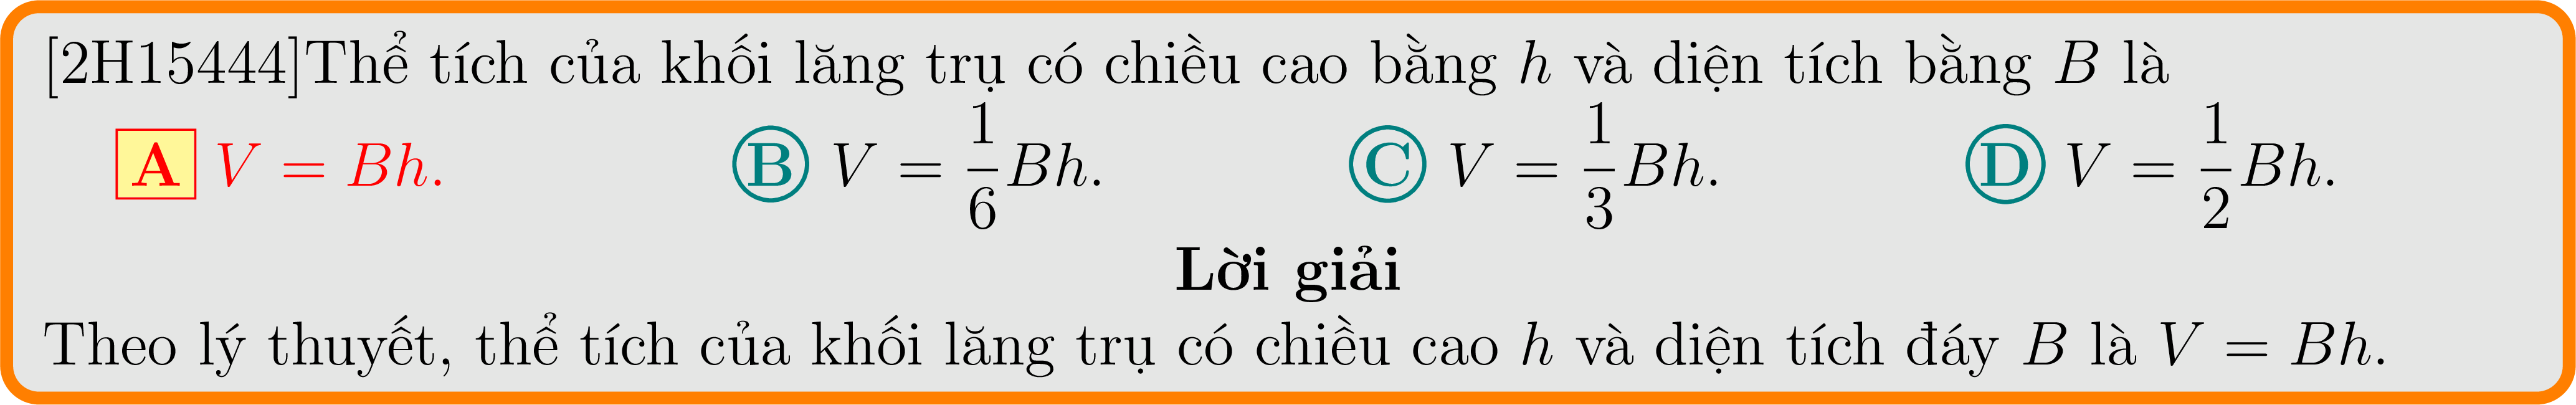 [2H15444]Thể tích của khối lăng trụ có chiều cao bằng h và diện tích bằng B là
A V = Bh. B V = \frac{1}{6}Bh. C V = \frac{1}{3}Bh. D V = \frac{1}{2}Bh.
Lời giải
Theo lý thuyết, thể tích của khối lăng trụ có chiều cao h và diện tích đáy B là V = Bh.